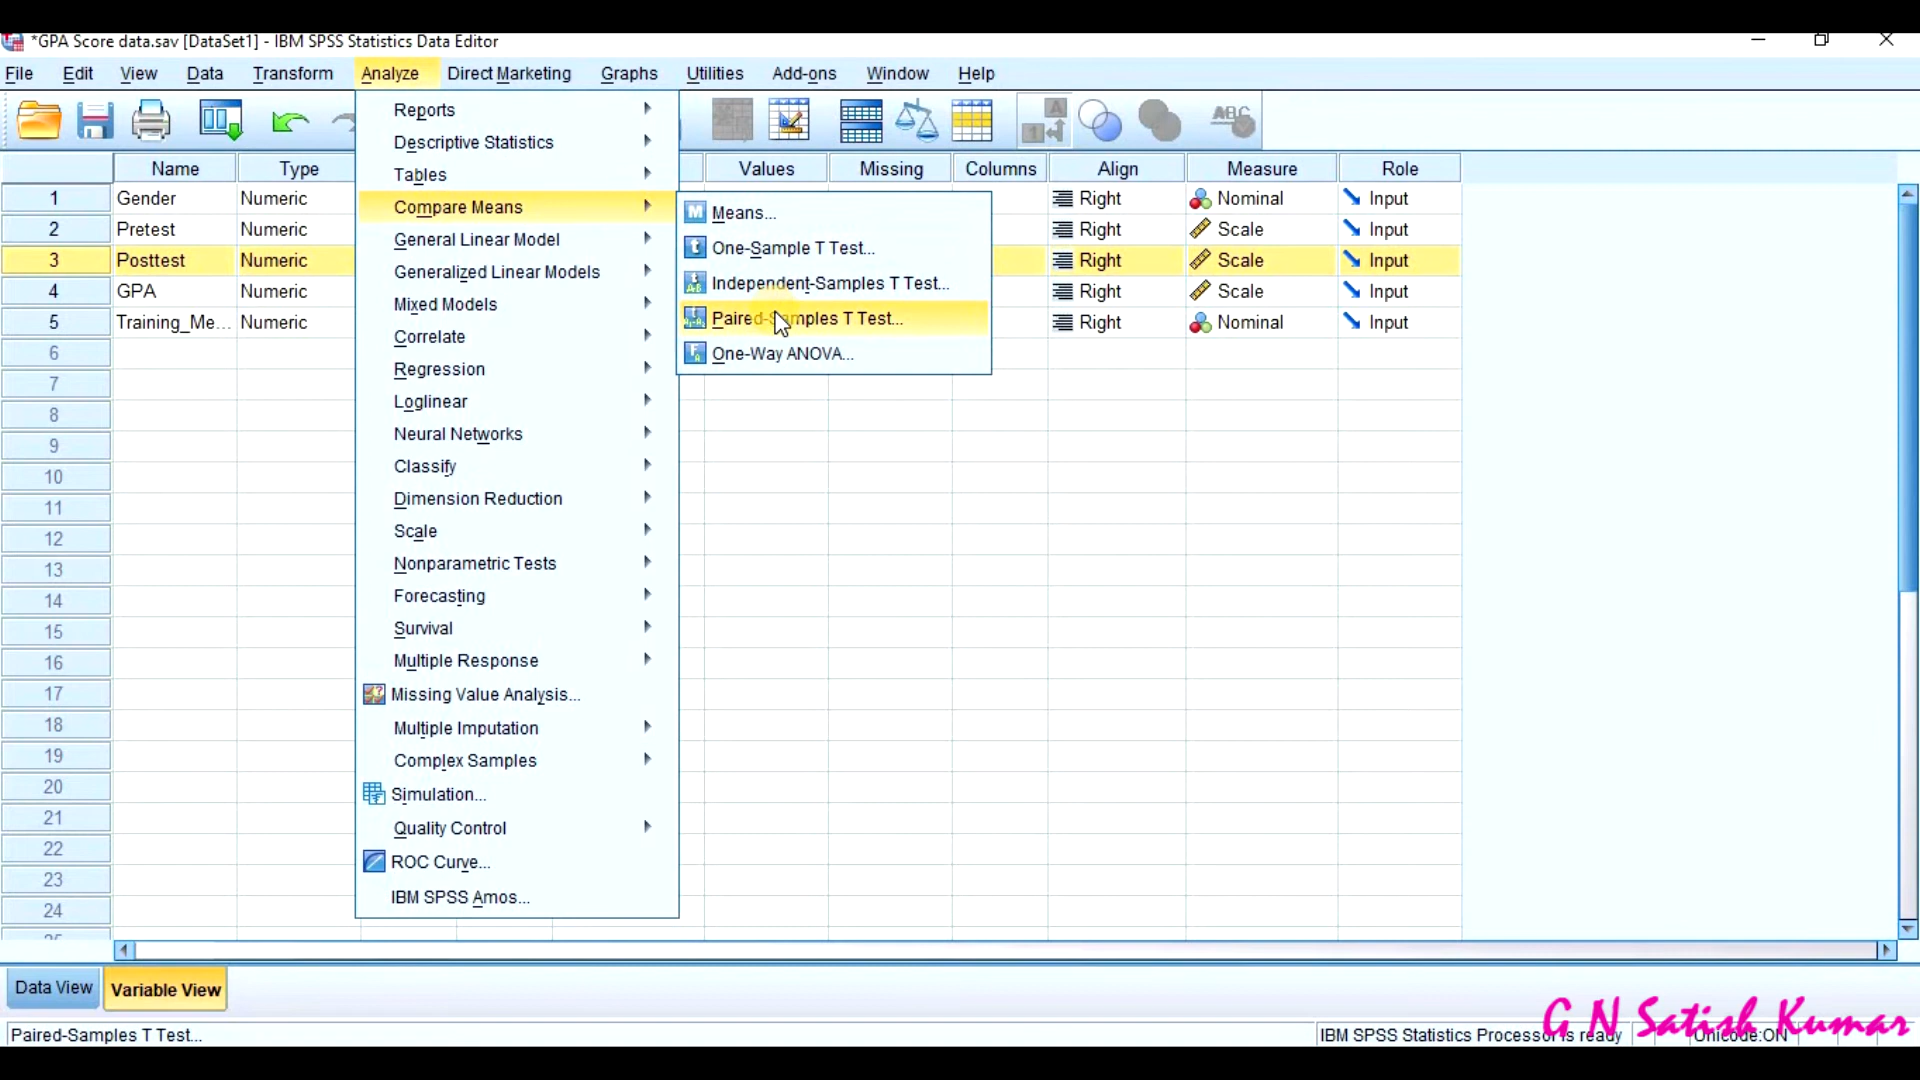 *GPA Score data.sav [DataSet1] - IBM SPSS Statistics Data Editor
File Edit View Data Transform Analyze Direct Marketing Graphs Utilities Add-ons Window Help
Name Type Values Missing Columns Align Measure Role
1 Gender Numeric Right Nominal Input
2 Pretest Numeric Right Scale Input
3 Posttest Numeric Right Scale Input
4 GPA Numeric Right Scale Input
5 Training_Me... Numeric Right Nominal Input
6
7
8
9
10
11
12
13
14
15
16
17
18
19
20
21
22
23
24
Reports
Descriptive Statistics
Tables
Compare Means
General Linear Model
Generalized Linear Models
Mixed Models
Correlate
Regression
Loglinear
Neural Networks
Classify
Dimension Reduction
Scale
Nonparametric Tests
Forecasting
Survival
Multiple Response
Missing Value Analysis...
Multiple Imputation
Complex Samples
Simulation...
Quality Control
ROC Curve...
IBM SPSS Amos...
Means...
One-Sample T Test...
Independent-Samples T Test...
Paired-Samples T Test...
One-Way ANOVA...
Data View Variable View
G N Satish Kumar
Paired-Samples T Test... IBM SPSS Statistics Processor is ready Unicode:ON